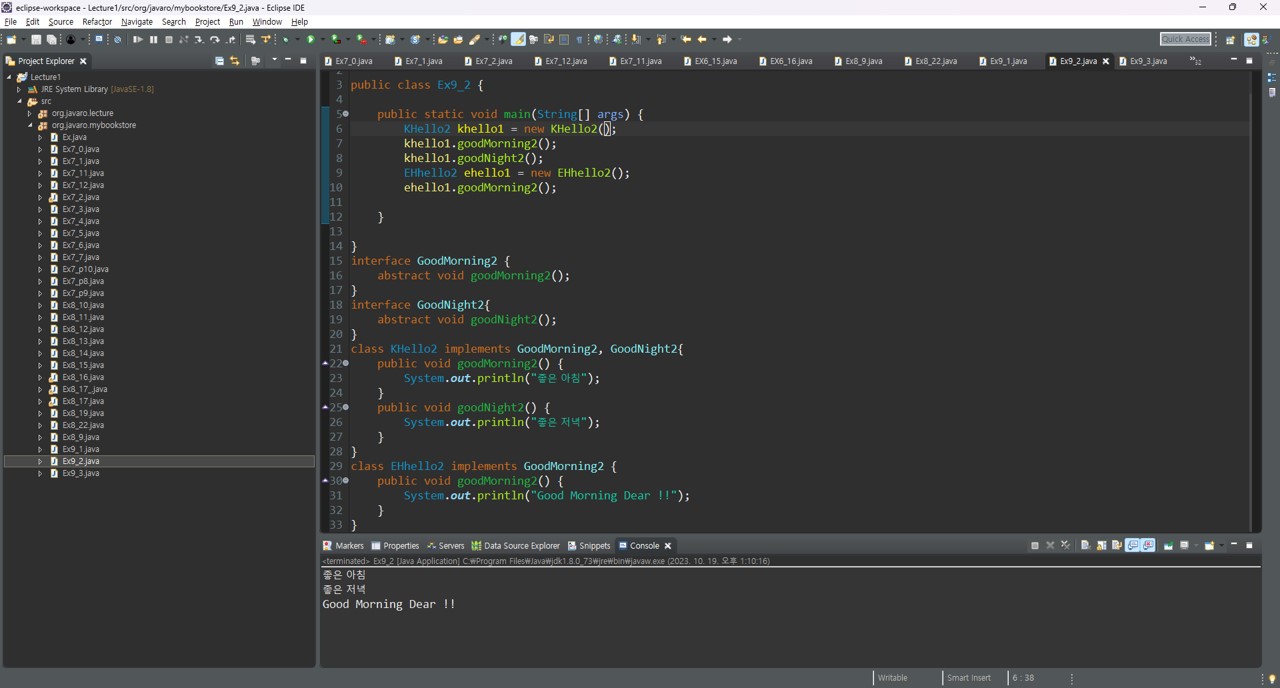 eclipse-workspace - Lecture1/src/org/javaro/mybookstore/Ex9_2.java - Eclipse IDE
File Edit Source Refactor Navigate Search Project Run Window Help
Quick Access
Project Explorer
Ex7_0.java Ex7_1.java Ex7_2.java Ex7_12.java Ex7_11.java EX6_15.java EX6_16.java Ex8_9.java Ex8_22.java Ex9_1.java Ex9_2.java Ex9_3.java »32
Lecture1
JRE System Library [JavaSE-1.8]
src
org.javaro.lecture
org.javaro.mybookstore
Ex.java
Ex7_0.java
Ex7_1.java
Ex7_11.java
Ex7_12.java
Ex7_2.java
Ex7_3.java
Ex7_4.java
Ex7_5.java
Ex7_6.java
Ex7_7.java
Ex7_p10.java
Ex7_p8.java
Ex7_p9.java
Ex8_10.java
Ex8_11.java
Ex8_12.java
Ex8_13.java
Ex8_14.java
Ex8_15.java
Ex8_16.java
Ex8_17_.java
Ex8_17.java
Ex8_19.java
Ex8_22.java
Ex8_9.java
Ex9_1.java
Ex9_2.java
Ex9_3.java
2
3 public class Ex9_2 {
4
5 public static void main(String[] args) {
6 KHello2 khello1 = new KHello2();
7 khello1.goodMorning2();
8 khello1.goodNight2();
9 EHhello2 ehello1 = new EHhello2();
10 ehello1.goodMorning2();
11
12 }
13
14 }
15 interface GoodMorning2 {
16 abstract void goodMorning2();
17 }
18 interface GoodNight2{
19 abstract void goodNight2();
20 }
21 class KHello2 implements GoodMorning2, GoodNight2{
22 public void goodMorning2() {
23 System.out.println("좋은 아침");
24 }
25 public void goodNight2() {
26 System.out.println("좋은 저녁");
27 }
28 }
29 class EHhello2 implements GoodMorning2 {
30 public void goodMorning2() {
31 System.out.println("Good Morning Dear !!");
32 }
33 }
Markers Properties Servers Data Source Explorer Snippets Console
<terminated> Ex9_2 [Java Application] C:₩Program Files₩Java₩jdk1.8.0_73₩jre₩bin₩javaw.exe (2023. 10. 19. 오후 1:10:16)
좋은 아침
좋은 저녁
Good Morning Dear !!
Writable Smart Insert 6 : 38